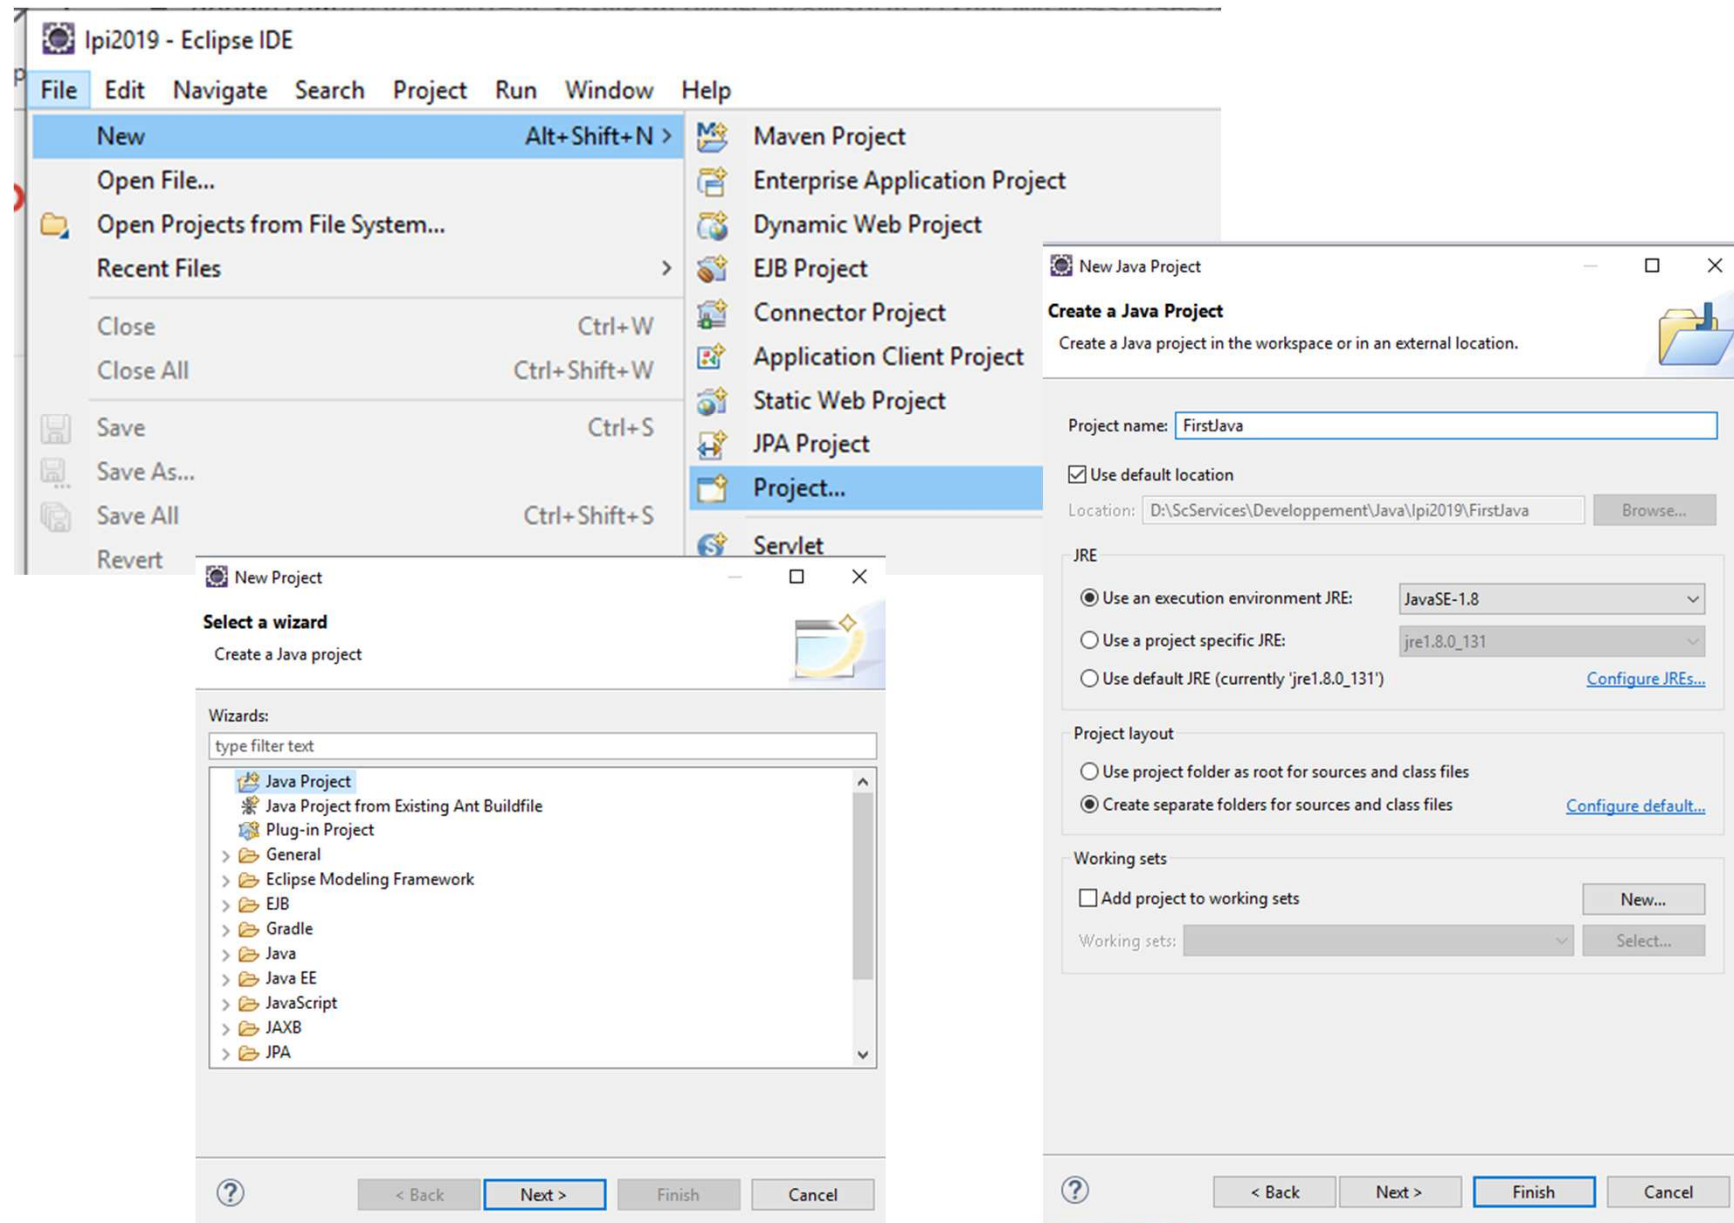 Ipi2019 - Eclipse IDE
File Edit Navigate Search Project Run Window Help
New Alt+Shift+N >
Open File...
Open Projects from File System...
Recent Files >
Close Ctrl+W
Close All Ctrl+Shift+W
Save Ctrl+S
Save As...
Save All Ctrl+Shift+S
Revert
Maven Project
Enterprise Application Project
Dynamic Web Project
EJB Project
Connector Project
Application Client Project
Static Web Project
JPA Project
Project...
Servlet
New Project
Select a wizard
Create a Java project
Wizards:
type filter text
Java Project
Java Project from Existing Ant Buildfile
Plug-in Project
General
Eclipse Modeling Framework
EJB
Gradle
Java
Java EE
JavaScript
JAXB
JPA
< Back Next > Finish Cancel
New Java Project
Create a Java Project
Create a Java project in the workspace or in an external location.
Project name: FirstJava
Use default location
Location: D:\ScServices\Developpement\Java\Ipi2019\FirstJava Browse...
JRE
Use an execution environment JRE: JavaSE-1.8
Use a project specific JRE: jre1.8.0_131
Use default JRE (currently 'jre1.8.0_131') Configure JREs...
Project layout
Use project folder as root for sources and class files
Create separate folders for sources and class files Configure default...
Working sets
Add project to working sets New...
Working sets: Select...
< Back Next > Finish Cancel